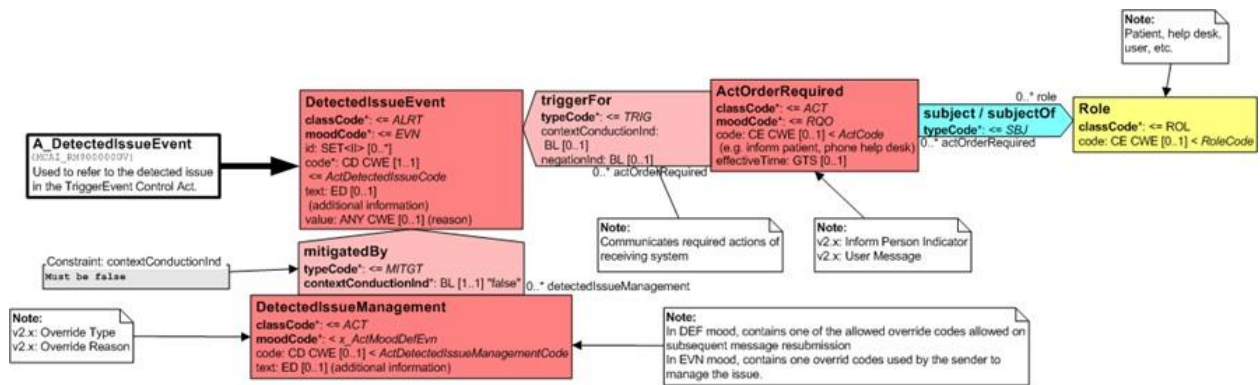 Note:
Patient, help desk,
user, etc.
A_DetectedIssueEvent
(MCAI_RM900000UV)
Used to refer to the detected issue
in the TriggerEvent Control Act.
DetectedIssueEvent
classCode*: <= ALRT
moodCode*: <= EVN
id: SET<II> [0..*]
code*: CD CWE [1..1]
<= ActDetectedIssueCode
text: ED [0..1]
(additional information)
value: ANY CWE [0..1] (reason)
triggerFor
typeCode*: <= TRIG
contextConductionInd:
BL [0..1]
negationInd: BL [0..1]
0..* actOrderRequired
ActOrderRequired
classCode*: <= ACT
moodCode*: <= RQO
code: CE CWE [0..1] < ActCode
(e.g. inform patient, phone help desk)
effectiveTime: GTS [0..1]
0..* role
subject / subjectOf
typeCode*: <= SBJ
0..* actOrderRequired
Role
classCode*: <= ROL
code: CE CWE [0..1] < RoleCode
Note:
Communicates required actions of
receiving system
Note:
v2.x: Inform Person Indicator
v2.x: User Message
Constraint: contextConductionInd
Must be false
mitigatedBy
typeCode*: <= MITGT
contextConductionInd*: BL [1..1] "false"
0..* detectedIssueManagement
Note:
v2.x: Override Type
v2.x: Override Reason
DetectedIssueManagement
classCode*: <= ACT
moodCode*: < x_ActMoodDefEvn
code: CD CWE [0..1] < ActDetectedIssueManagementCode
text: ED [0..1] (additional information)
Note:
In DEF mood, contains one of the allowed override codes allowed on
subsequent message resubmission
In EVN mood, contains one overrid codes used by the sender to
manage the issue.